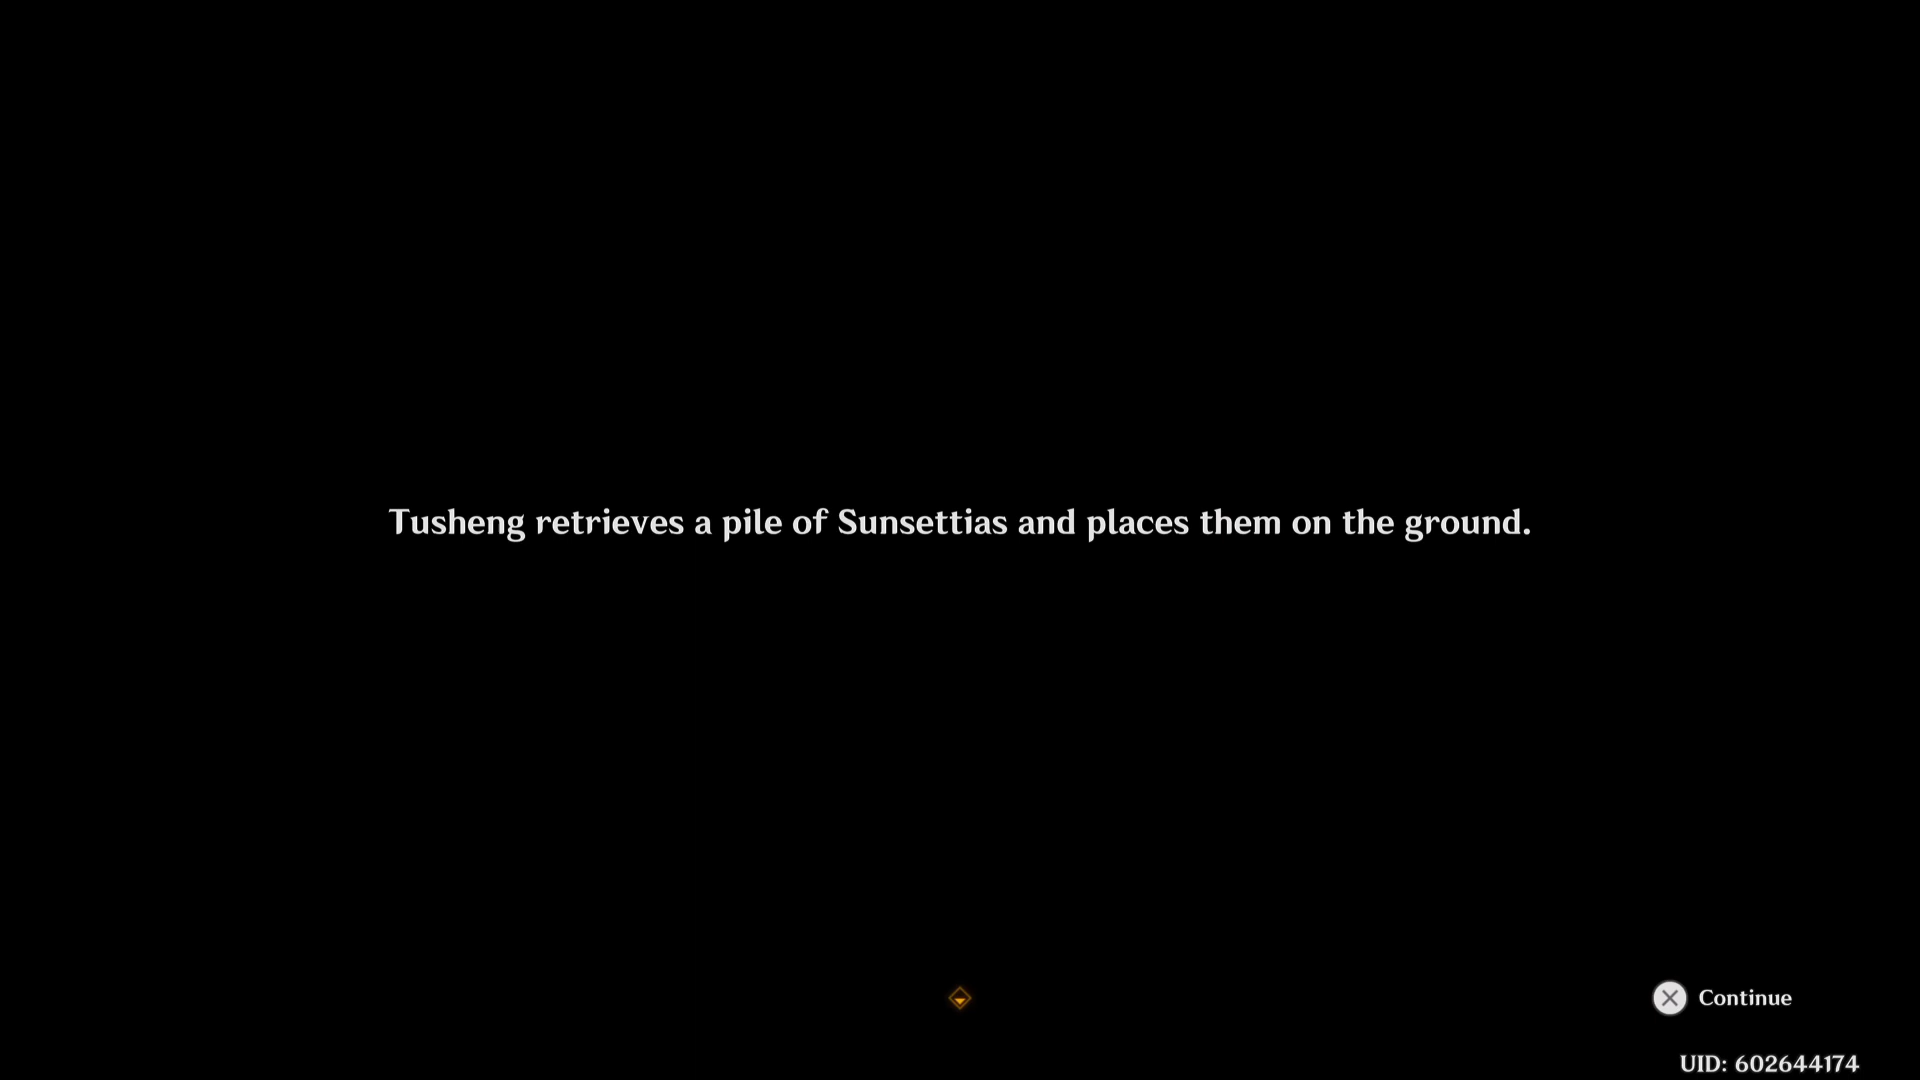 Tusheng retrieves a pile of Sunsettias and places them on the ground.
Continue
UID: 602644174